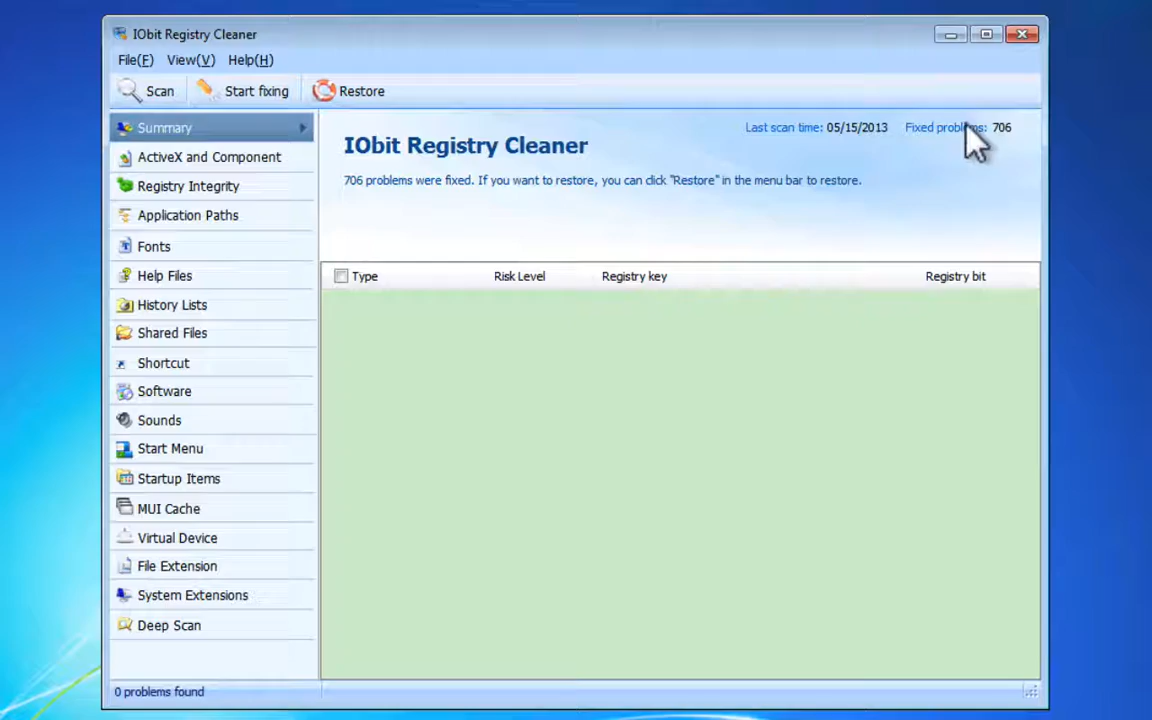 IObit Registry Cleaner
File(F) View(V) Help(H)
Scan Start fixing Restore
Summary
ActiveX and Component
Registry Integrity
Application Paths
Fonts
Help Files
History Lists
Shared Files
Shortcut
Software
Sounds
Start Menu
Startup Items
MUI Cache
Virtual Device
File Extension
System Extensions
Deep Scan
Last scan time: 05/15/2013 Fixed problems: 706
IObit Registry Cleaner
706 problems were fixed. If you want to restore, you can click "Restore" in the menu bar to restore.
Type Risk Level Registry key Registry bit
0 problems found